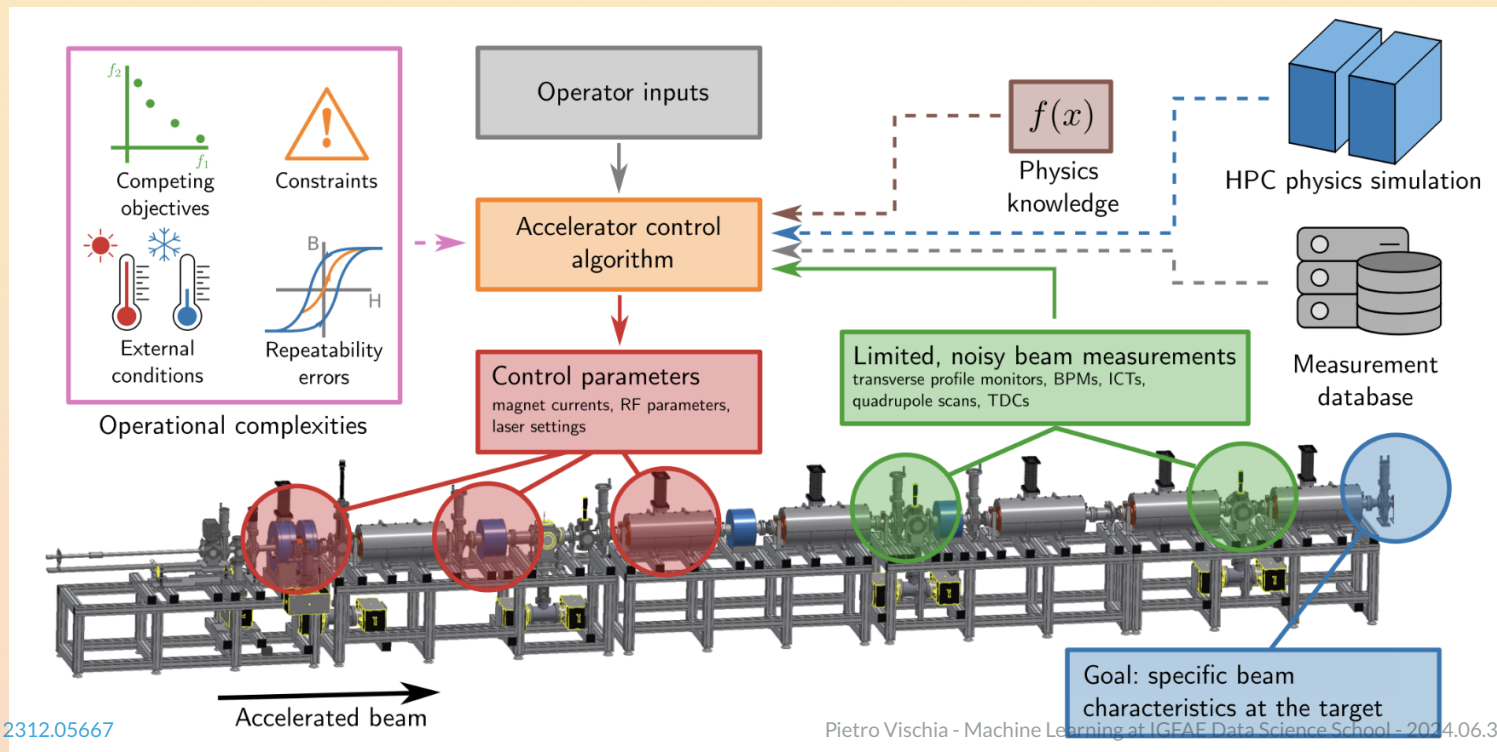 f₂
f₁
Competing
objectives
!
Constraints
External
conditions
B
H
Repeatability
errors
Operational complexities
Operator inputs
Accelerator control
algorithm
Control parameters
magnet currents, RF parameters,
laser settings
f(x)
Physics
knowledge
HPC physics simulation
Measurement
database
Limited, noisy beam measurements
transverse profile monitors, BPMs, ICTs,
quadrupole scans, TDCs
Goal: specific beam
characteristics at the target
Accelerated beam
2312.05667
Pietro Vischia - Machine Learning at IGFAE Data Science School - 2024.06.3